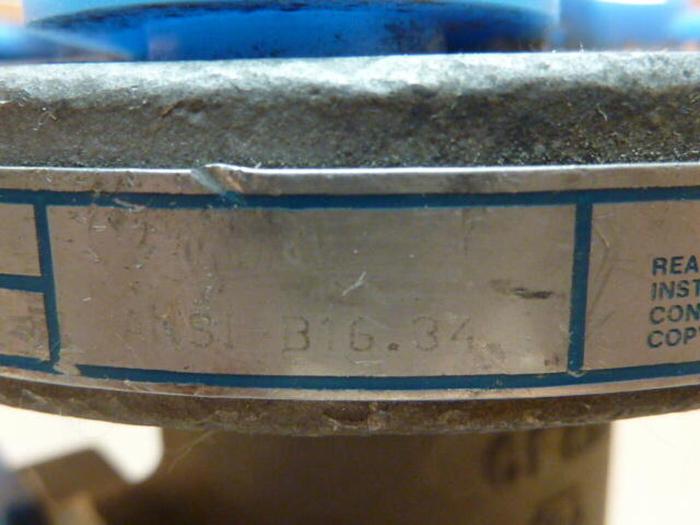 ANSI B16.34
REA
INST
CON
COP